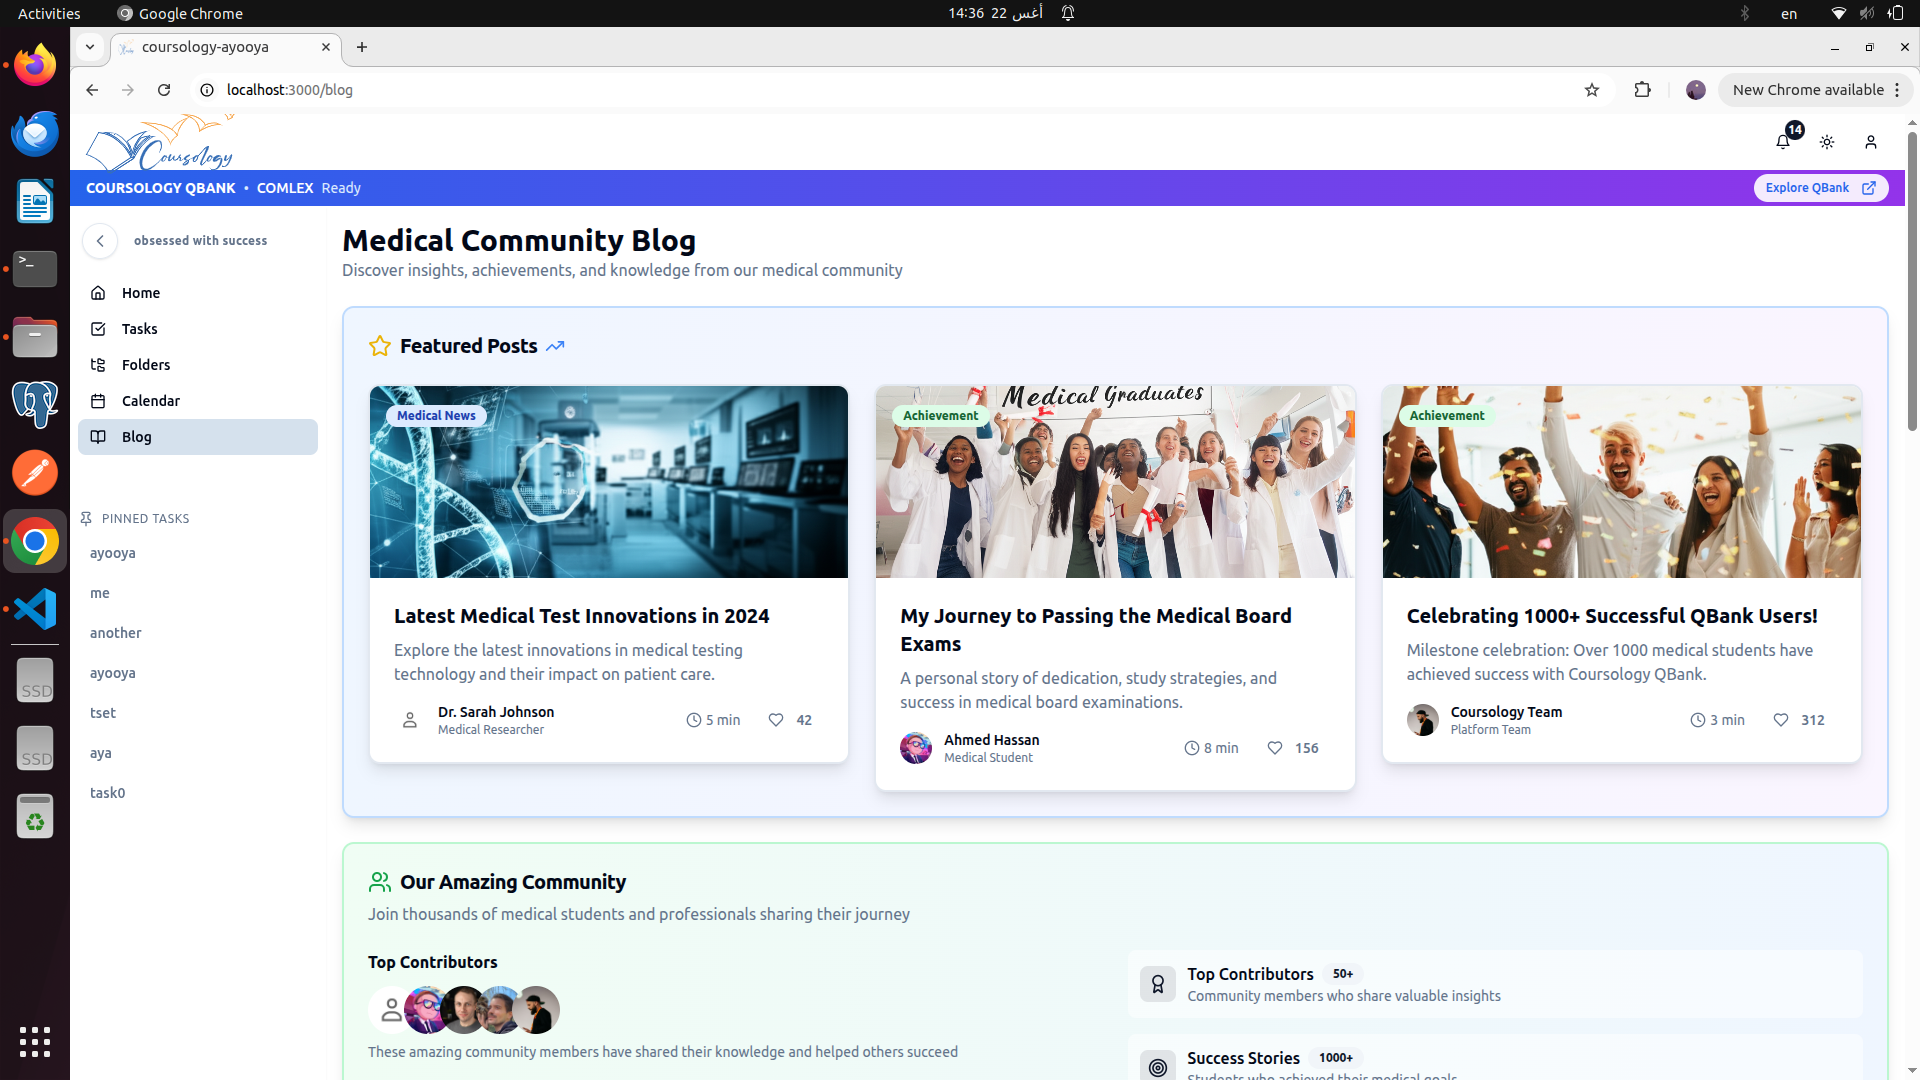 Activities
Google Chrome
14:36 22 أغس
en
coursology-ayooya
localhost:3000/blog
New Chrome available
Coursology
14
COURSOLOGY QBANK • COMLEX Ready
Explore QBank
obsessed with success
Home
Tasks
Folders
Calendar
Blog
PINNED TASKS
ayooya
me
another
ayooya
tset
aya
task0
Medical Community Blog
Discover insights, achievements, and knowledge from our medical community
Featured Posts
Medical News
Latest Medical Test Innovations in 2024
Explore the latest innovations in medical testing
technology and their impact on patient care.
Dr. Sarah Johnson
Medical Researcher
5 min
42
Medical Graduates
Achievement
My Journey to Passing the Medical Board
Exams
A personal story of dedication, study strategies, and
success in medical board examinations.
Ahmed Hassan
Medical Student
8 min
156
Achievement
Celebrating 1000+ Successful QBank Users!
Milestone celebration: Over 1000 medical students have
achieved success with Coursology QBank.
Coursology Team
Platform Team
3 min
312
Our Amazing Community
Join thousands of medical students and professionals sharing their journey
Top Contributors
These amazing community members have shared their knowledge and helped others succeed
Top Contributors 50+
Community members who share valuable insights
Success Stories 1000+
Students who achieved their medical goals
SSD
SSD